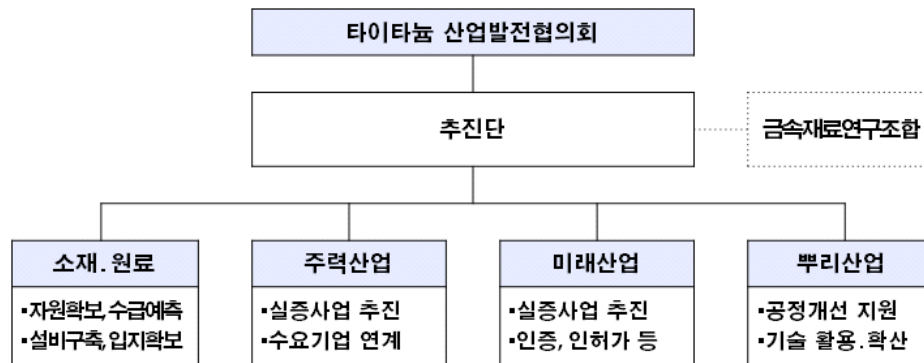 타이타늄 산업발전협의회
추진단
금속재료연구조합
소재.원료
▪자원확보,수급예측
▪설비구축,입지확보
주력산업
▪실증사업 추진
▪수요기업 연계
미래산업
▪실증사업 추진
▪인증, 인허가 등
뿌리산업
▪공정개선 지원
▪기술 활용.확산